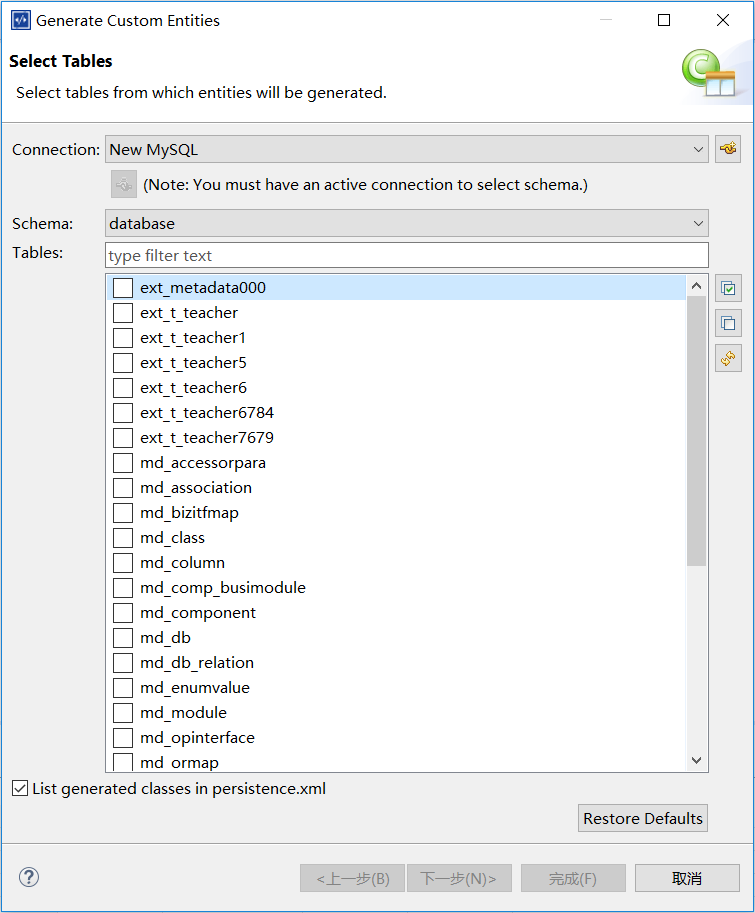 Generate Custom Entities
Select Tables
Select tables from which entities will be generated.
Connection: New MySQL
(Note: You must have an active connection to select schema.)
Schema: database
Tables: type filter text
ext_metadata000
ext_t_teacher
ext_t_teacher1
ext_t_teacher5
ext_t_teacher6
ext_t_teacher6784
ext_t_teacher7679
md_accessorpara
md_association
md_bizitfmap
md_class
md_column
md_comp_busimodule
md_component
md_db
md_db_relation
md_enumvalue
md_module
md_opinterface
md_ormap
List generated classes in persistence.xml
Restore Defaults
? <上一步(B) 下一步(N)> 完成(F) 取消